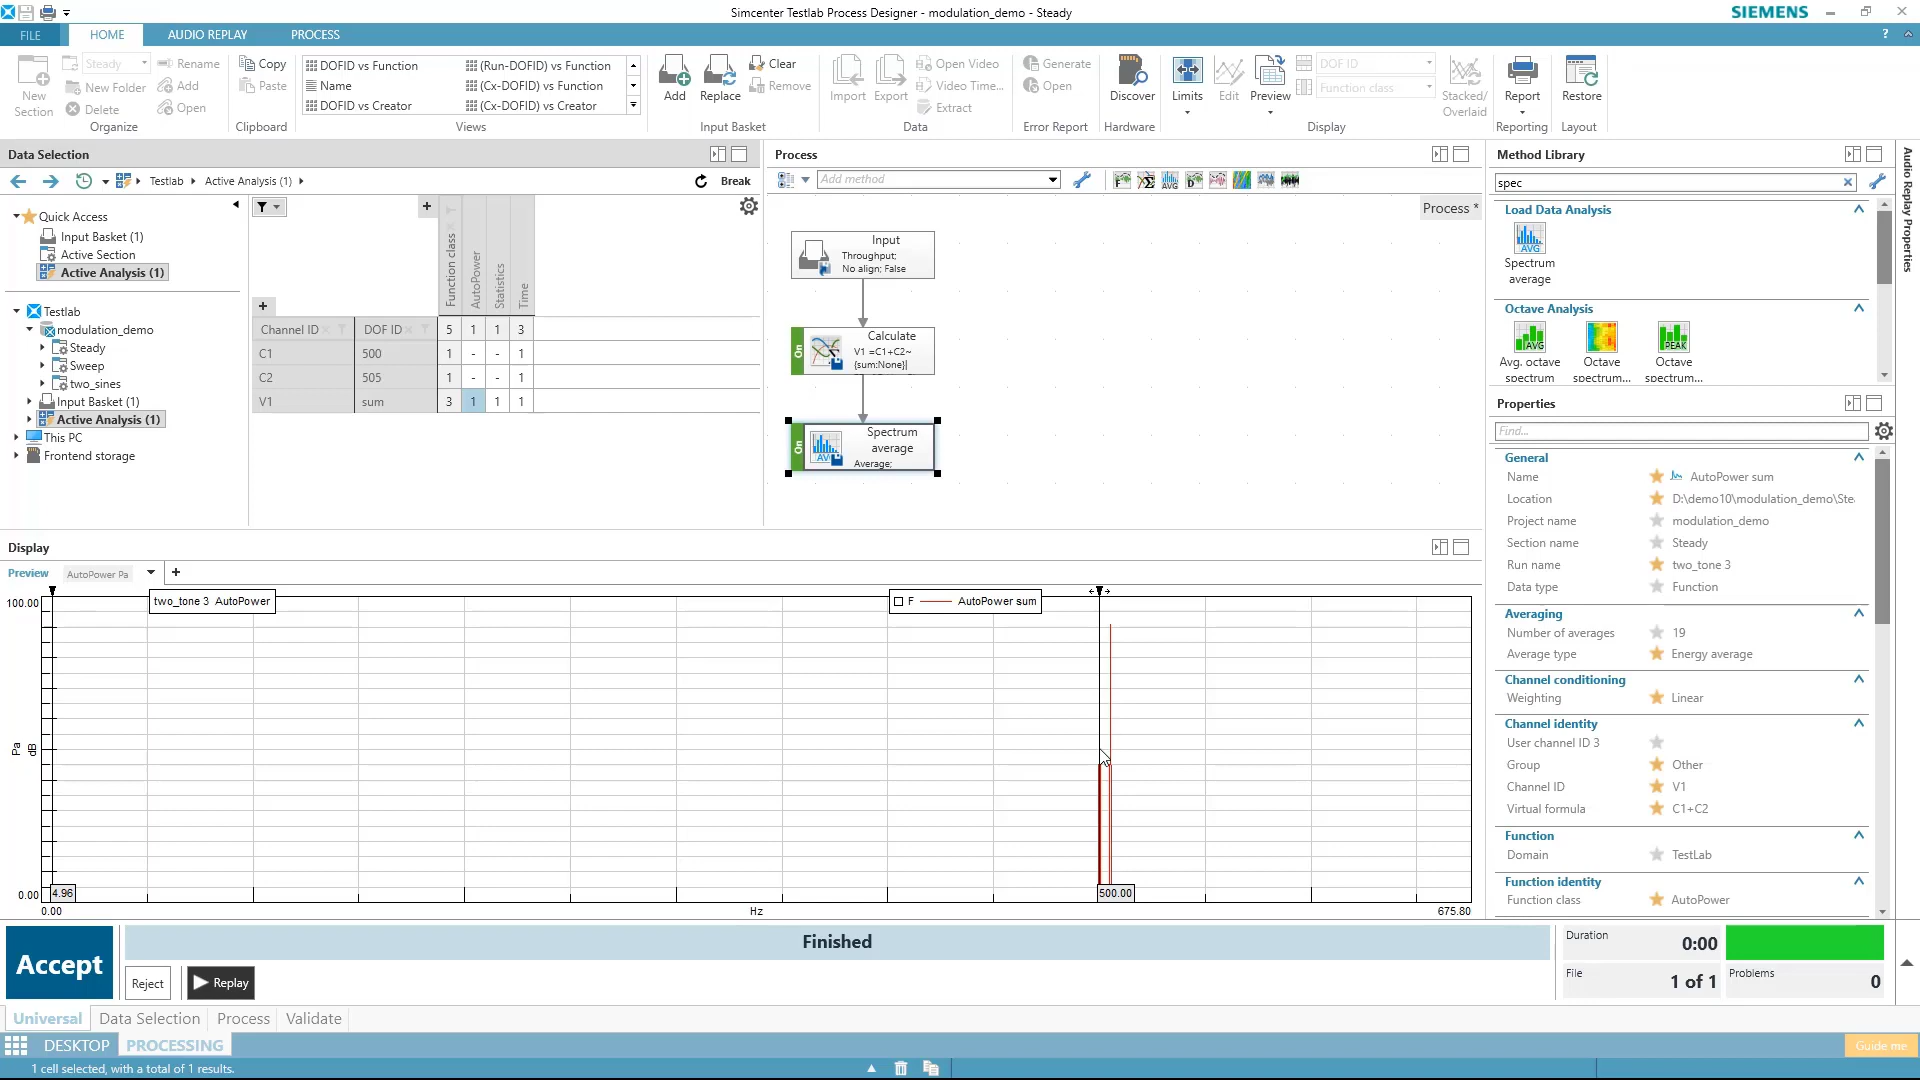 Simcenter Testlab Process Designer - modulation_demo - Steady
SIEMENS
FILE
HOME
AUDIO REPLAY
PROCESS
New Section
Steady
New Folder
Delete
Rename
Add
Open
Organize
Copy
Paste
Clipboard
DOFID vs Function
Name
DOFID vs Creator
(Run-DOFID) vs Function
(Cx-DOFID) vs Function
(Cx-DOFID) vs Creator
Views
Add
Replace
Clear
Remove
Input Basket
Import
Export
Open Video
Video Time...
Extract
Data
Generate
Open
Error Report
Discover
Hardware
Limits
Edit
Preview
DOF ID
Function class
Stacked/
Overlaid
Display
Report
Reporting
Restore
Layout
Data Selection
Testlab
Active Analysis (1)
Break
Quick Access
Input Basket (1)
Active Section
Active Analysis (1)
Testlab
modulation_demo
Steady
Sweep
two_sines
Input Basket (1)
Active Analysis (1)
This PC
Frontend storage
Function class
AutoPower
Statistics
Time
Channel ID DOF ID 5 1 1 3
C1 500 1 - - 1
C2 505 1 - - 1
V1 sum 3 1 1 1
Process
Add method
Process *
Input
Throughput;
No align; False
On
Calculate
V1 =C1+C2~
{sum:None}|
On
Spectrum
average
Average;
Method Library
spec
Load Data Analysis
AVG
Spectrum
average
Octave Analysis
AVG
PEAK
Avg. octave
spectrum
Octave
spectrum...
Octave
spectrum...
Audio Replay Properties
Properties
Find...
General
Name AutoPower sum
Location D:\demo10\modulation_demo\Ste
Project name modulation_demo
Section name Steady
Run name two_tone 3
Data type Function
Averaging
Number of averages 19
Average type Energy average
Channel conditioning
Weighting Linear
Channel identity
User channel ID 3
Group Other
Channel ID V1
Virtual formula C1+C2
Function
Domain TestLab
Function identity
Function class AutoPower
Display
Preview
AutoPower Pa
100.00
two_tone 3 AutoPower
F AutoPower sum
Pa
dB
0.00
4.96
500.00
0.00
Hz
675.80
Accept
Finished
Reject
Replay
Duration
0:00
File
1 of 1
Problems
0
Universal
Data Selection
Process
Validate
DESKTOP
PROCESSING
Guide me
1 cell selected, with a total of 1 results.